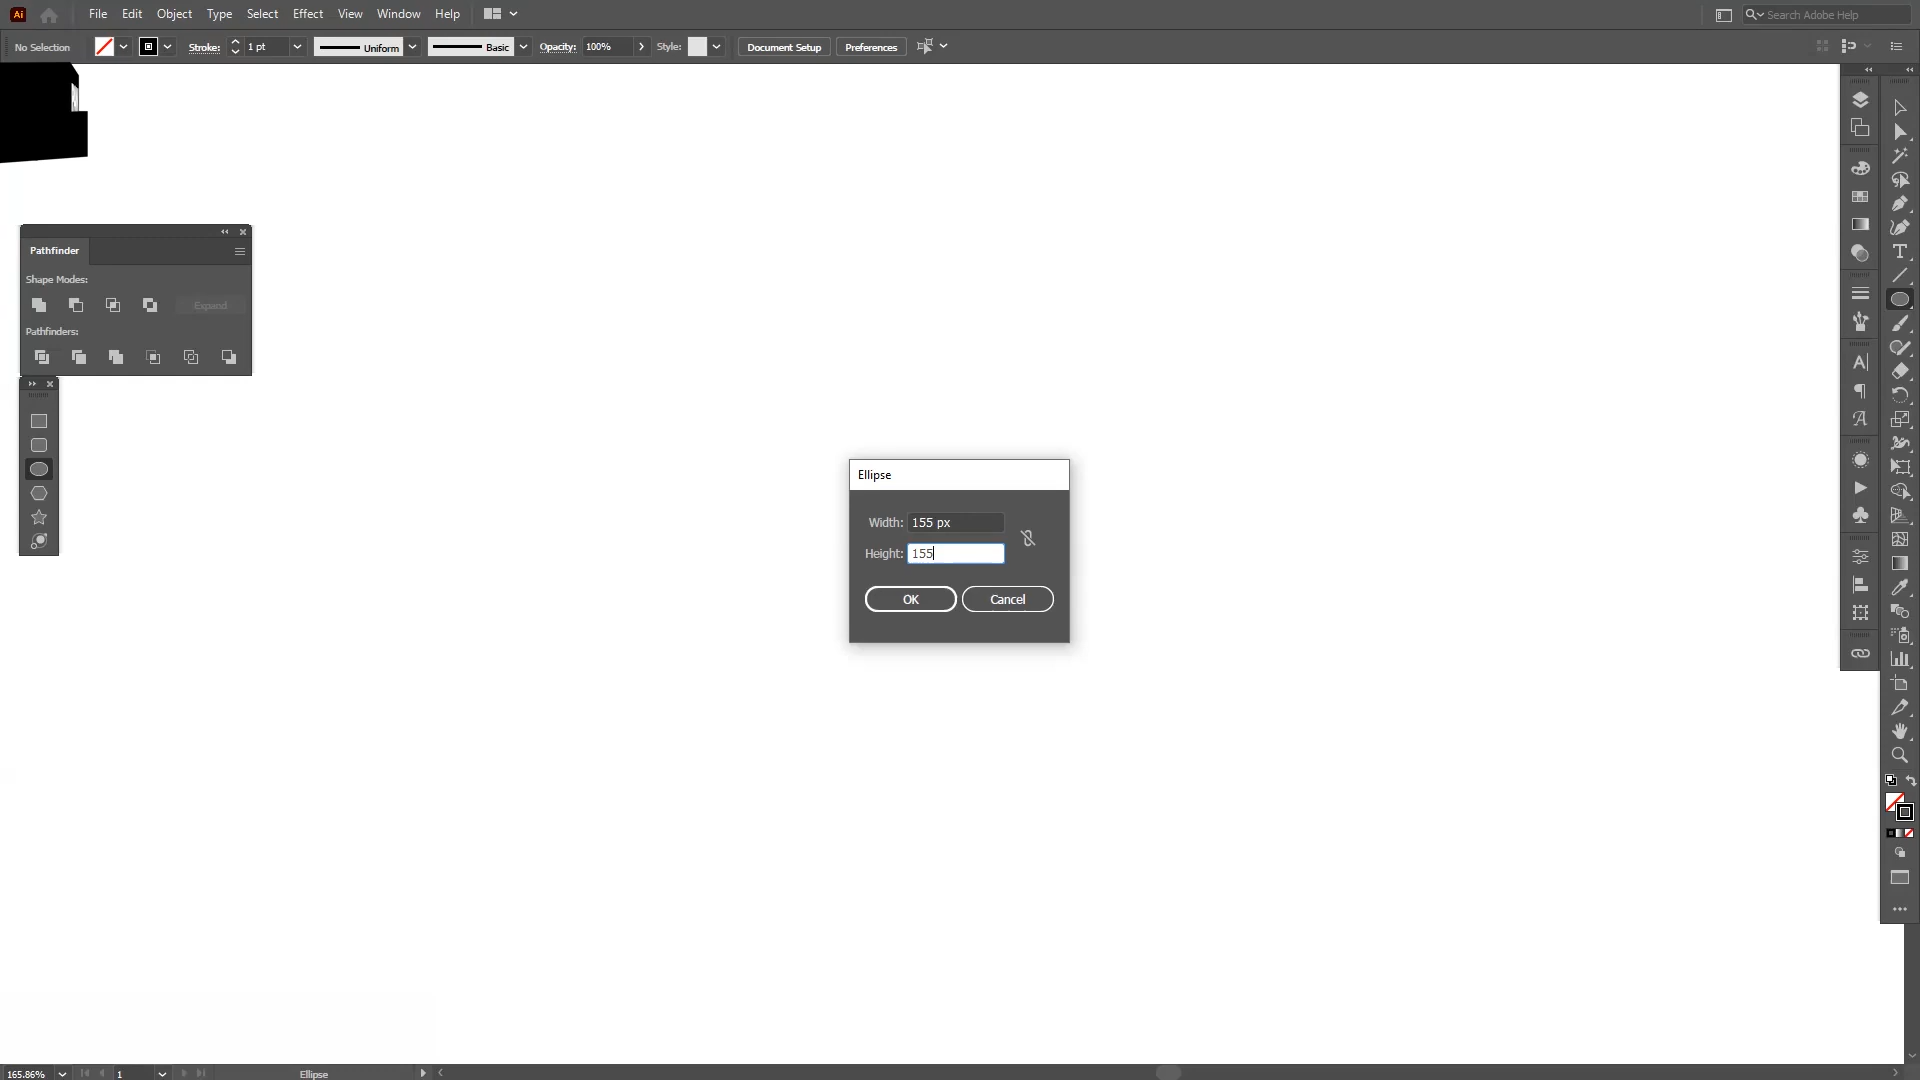 Ai File Edit Object Type Select Effect View Window Help Search Adobe Help
No Selection Stroke: 1 pt Uniform Basic Opacity: 100% Style: Document Setup Preferences
Pathfinder
Shape Modes:
Expand
Pathfinders:
Ellipse
Width: 155 px
Height: 155
OK Cancel
165.86% 1 Ellipse